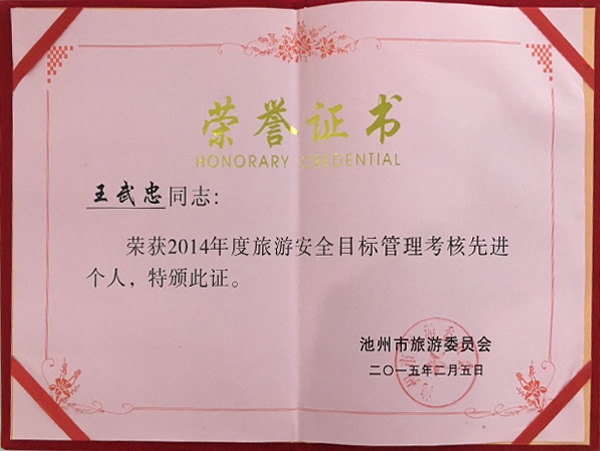 荣誉证书
HONORARY CREDENTIAL
王武忠同志:
荣获2014年度旅游安全目标管理考核先进
个人，特颁此证。
池州市旅游委员会
二〇一五年二月五日